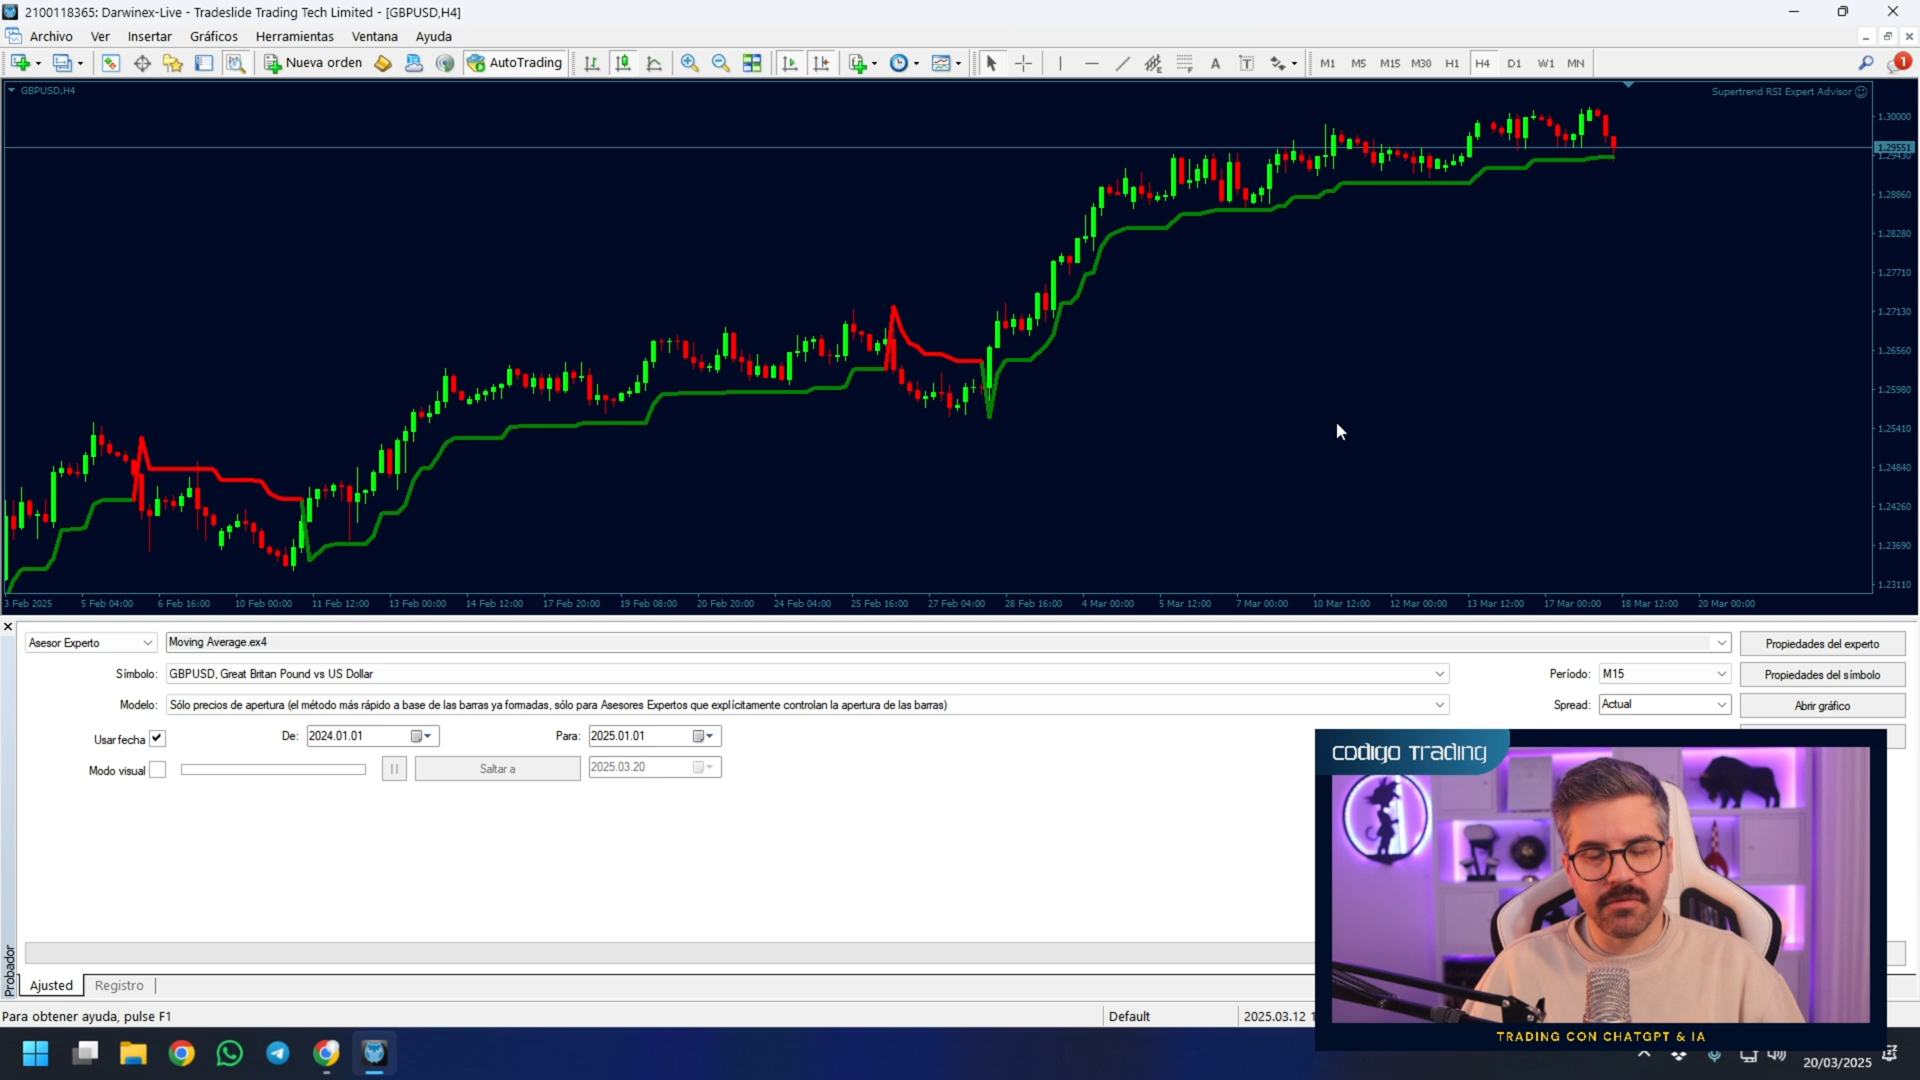 2100118365: Darwinex-Live - Tradeslide Trading Tech Limited - [GBPUSD,H4]
Archivo Ver Insertar Gráficos Herramientas Ventana Ayuda
Nueva orden AutoTrading A T M1 M5 M15 M30 H1 H4 D1 W1 MN 1
GBPUSD,H4
Supertrend RSI Expert Advisor
1.30000
1.29551
1.29430
1.28860
1.28280
1.27710
1.27130
1.26560
1.25980
1.25410
1.24840
1.24260
1.23690
1.23110
3 Feb 2025 5 Feb 04:00 6 Feb 16:00 10 Feb 00:00 11 Feb 12:00 13 Feb 00:00 14 Feb 12:00 17 Feb 20:00 19 Feb 08:00 20 Feb 20:00 24 Feb 04:00 25 Feb 16:00 27 Feb 04:00 28 Feb 16:00 4 Mar 00:00 5 Mar 12:00 7 Mar 00:00 10 Mar 12:00 12 Mar 00:00 13 Mar 12:00 17 Mar 00:00 18 Mar 12:00 20 Mar 00:00
Asesor Experto Moving Average.ex4 Propiedades del experto
Símbolo: GBPUSD, Great Britan Pound vs US Dollar Período: M15 Propiedades del símbolo
Modelo: Sólo precios de apertura (el método más rápido a base de las barras ya formadas, sólo para Asesores Expertos que explícitamente controlan la apertura de las barras) Spread: Actual Abrir gráfico
Usar fecha De: 2024.01.01 Para: 2025.01.01
Modo visual Saltar a 2025.03.20
codigo Trading
Probador
Ajusted Registro
Para obtener ayuda, pulse F1 Default 2025.03.12 1
TRADING CON CHATGPT & IA
20/03/2025